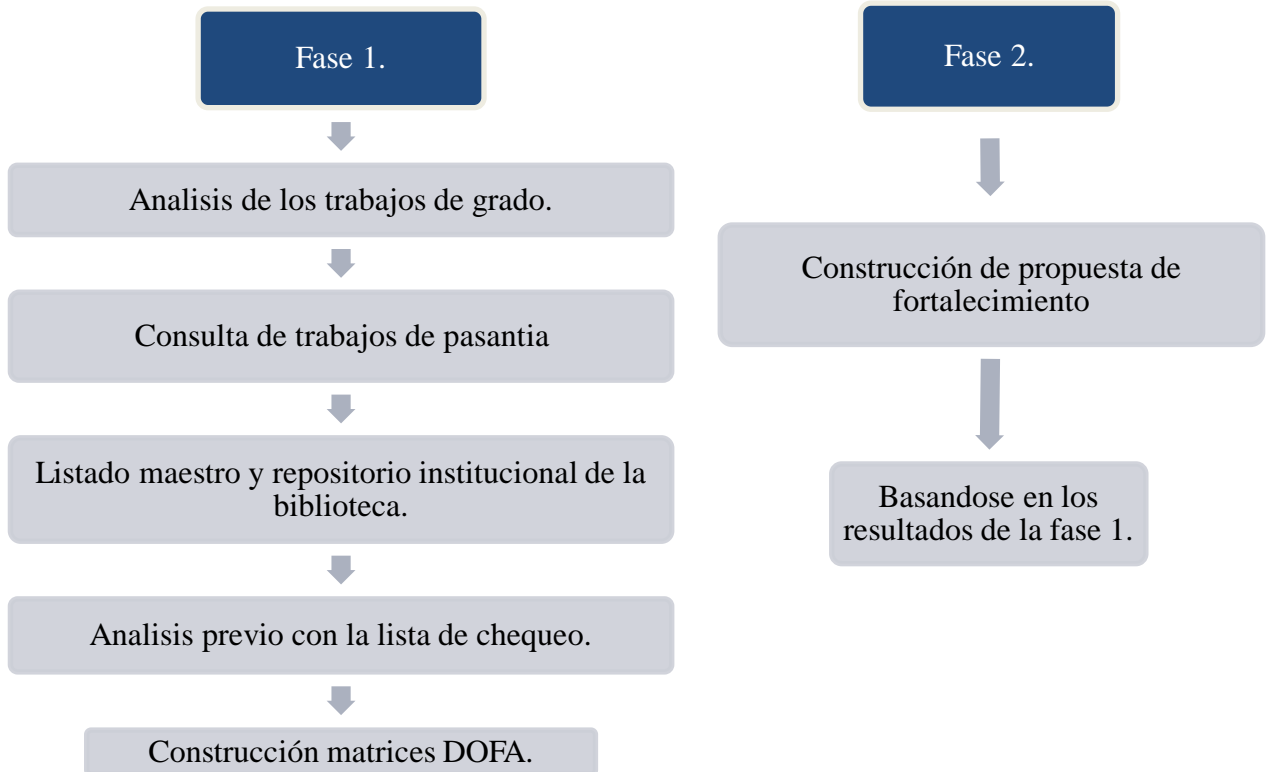 Fase 1.
Analisis de los trabajos de grado.
Consulta de trabajos de pasantia
Listado maestro y repositorio institucional de la
biblioteca.
Analisis previo con la lista de chequeo.
Construcción matrices DOFA.
Fase 2.
Construcción de propuesta de
fortalecimiento
Basandose en los
resultados de la fase 1.